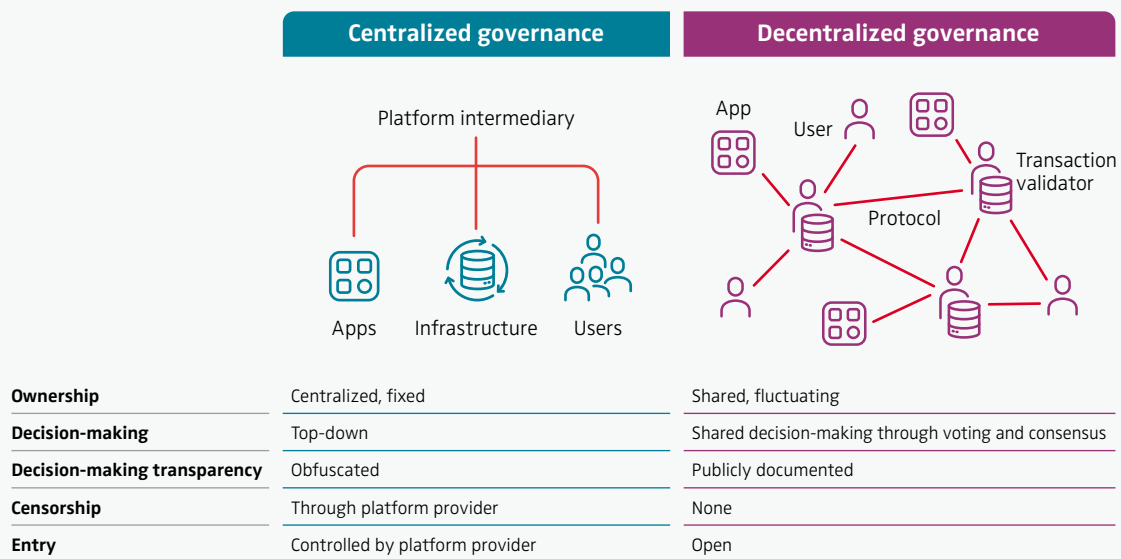 Centralized governance
Decentralized governance
Platform intermediary
Apps
Infrastructure
Users
App
User
Transaction
validator
Protocol
Ownership
Centralized, fixed
Shared, fluctuating
Decision-making
Top-down
Shared decision-making through voting and consensus
Decision-making transparency
Obfuscated
Publicly documented
Censorship
Through platform provider
None
Entry
Controlled by platform provider
Open